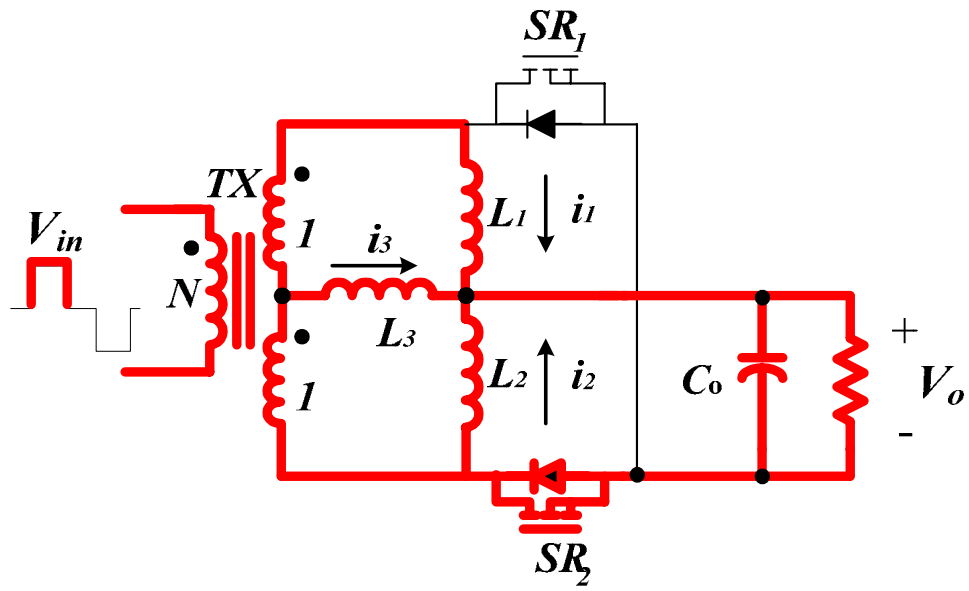 SR1
TX
Vin
N
1
i3
L3
L1
i1
1
L2
i2
Co
+
Vo
-
SR2